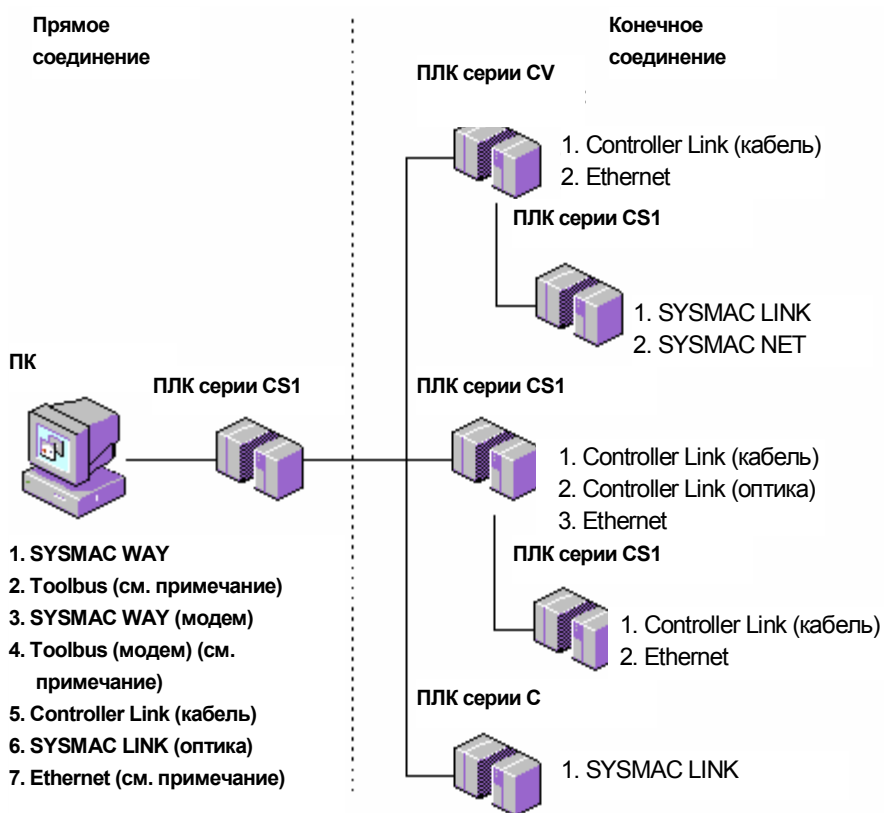 Прямое
соединение
Конечное
соединение
ПЛК серии CV
1. Controller Link (кабель)
2. Ethernet
ПЛК серии CS1
1. SYSMAC LINK
2. SYSMAC NET
ПК
ПЛК серии CS1
ПЛК серии CS1
1. Controller Link (кабель)
2. Controller Link (оптика)
3. Ethernet
ПЛК серии CS1
1. Controller Link (кабель)
2. Ethernet
1. SYSMAC WAY
2. Toolbus (см. примечание)
3. SYSMAC WAY (модем)
4. Toolbus (модем) (см.
примечание)
5. Controller Link (кабель)
6. SYSMAC LINK (оптика)
7. Ethernet (см. примечание)
ПЛК серии C
1. SYSMAC LINK